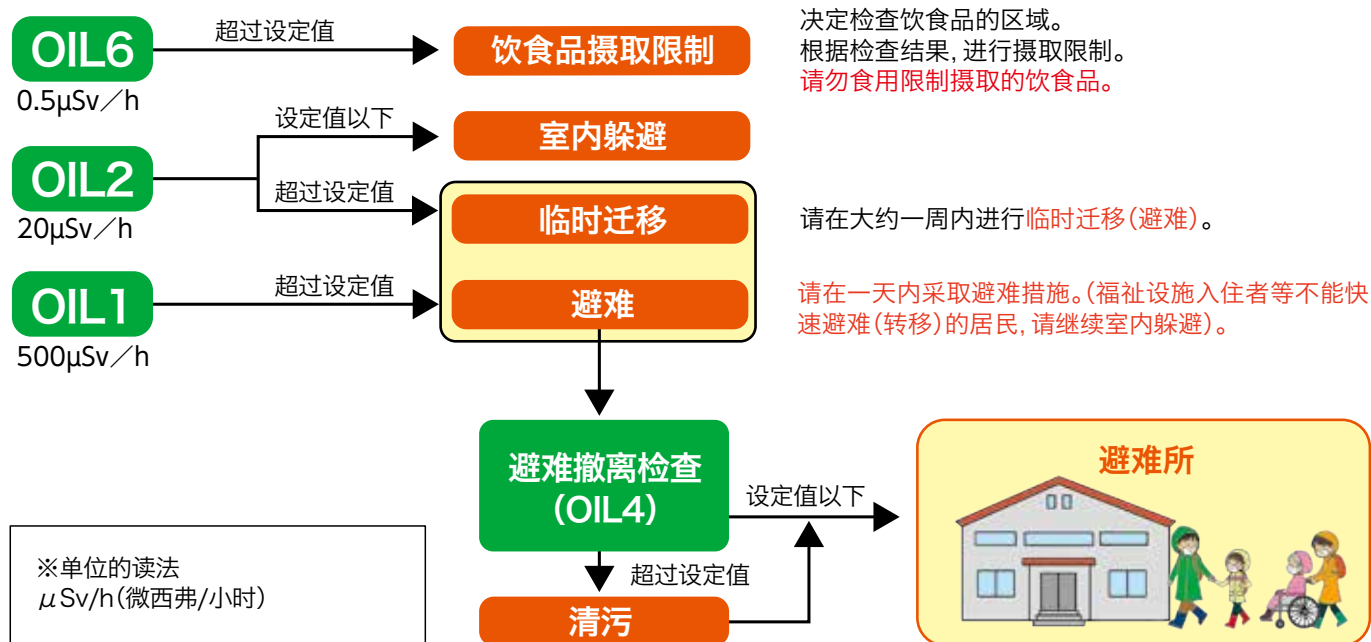 OIL6
0.5μSv／h
超过设定值
饮食品摄取限制
决定检查饮食品的区域。
根据检查结果, 进行摄取限制。
请勿食用限制摄取的饮食品。
OIL2
20μSv／h
设定值以下
室内躲避
超过设定值
临时迁移
请在大约一周内进行临时迁移(避难)。
OIL1
500μSv／h
超过设定值
避难
请在一天内采取避难措施。(福祉设施入住者等不能快
速避难(转移)的居民, 请继续室内躲避)。
避难撤离检查
(OIL4)
设定值以下
避难所
超过设定值
清污
※单位的读法
μSv/h(微西弗/小时)